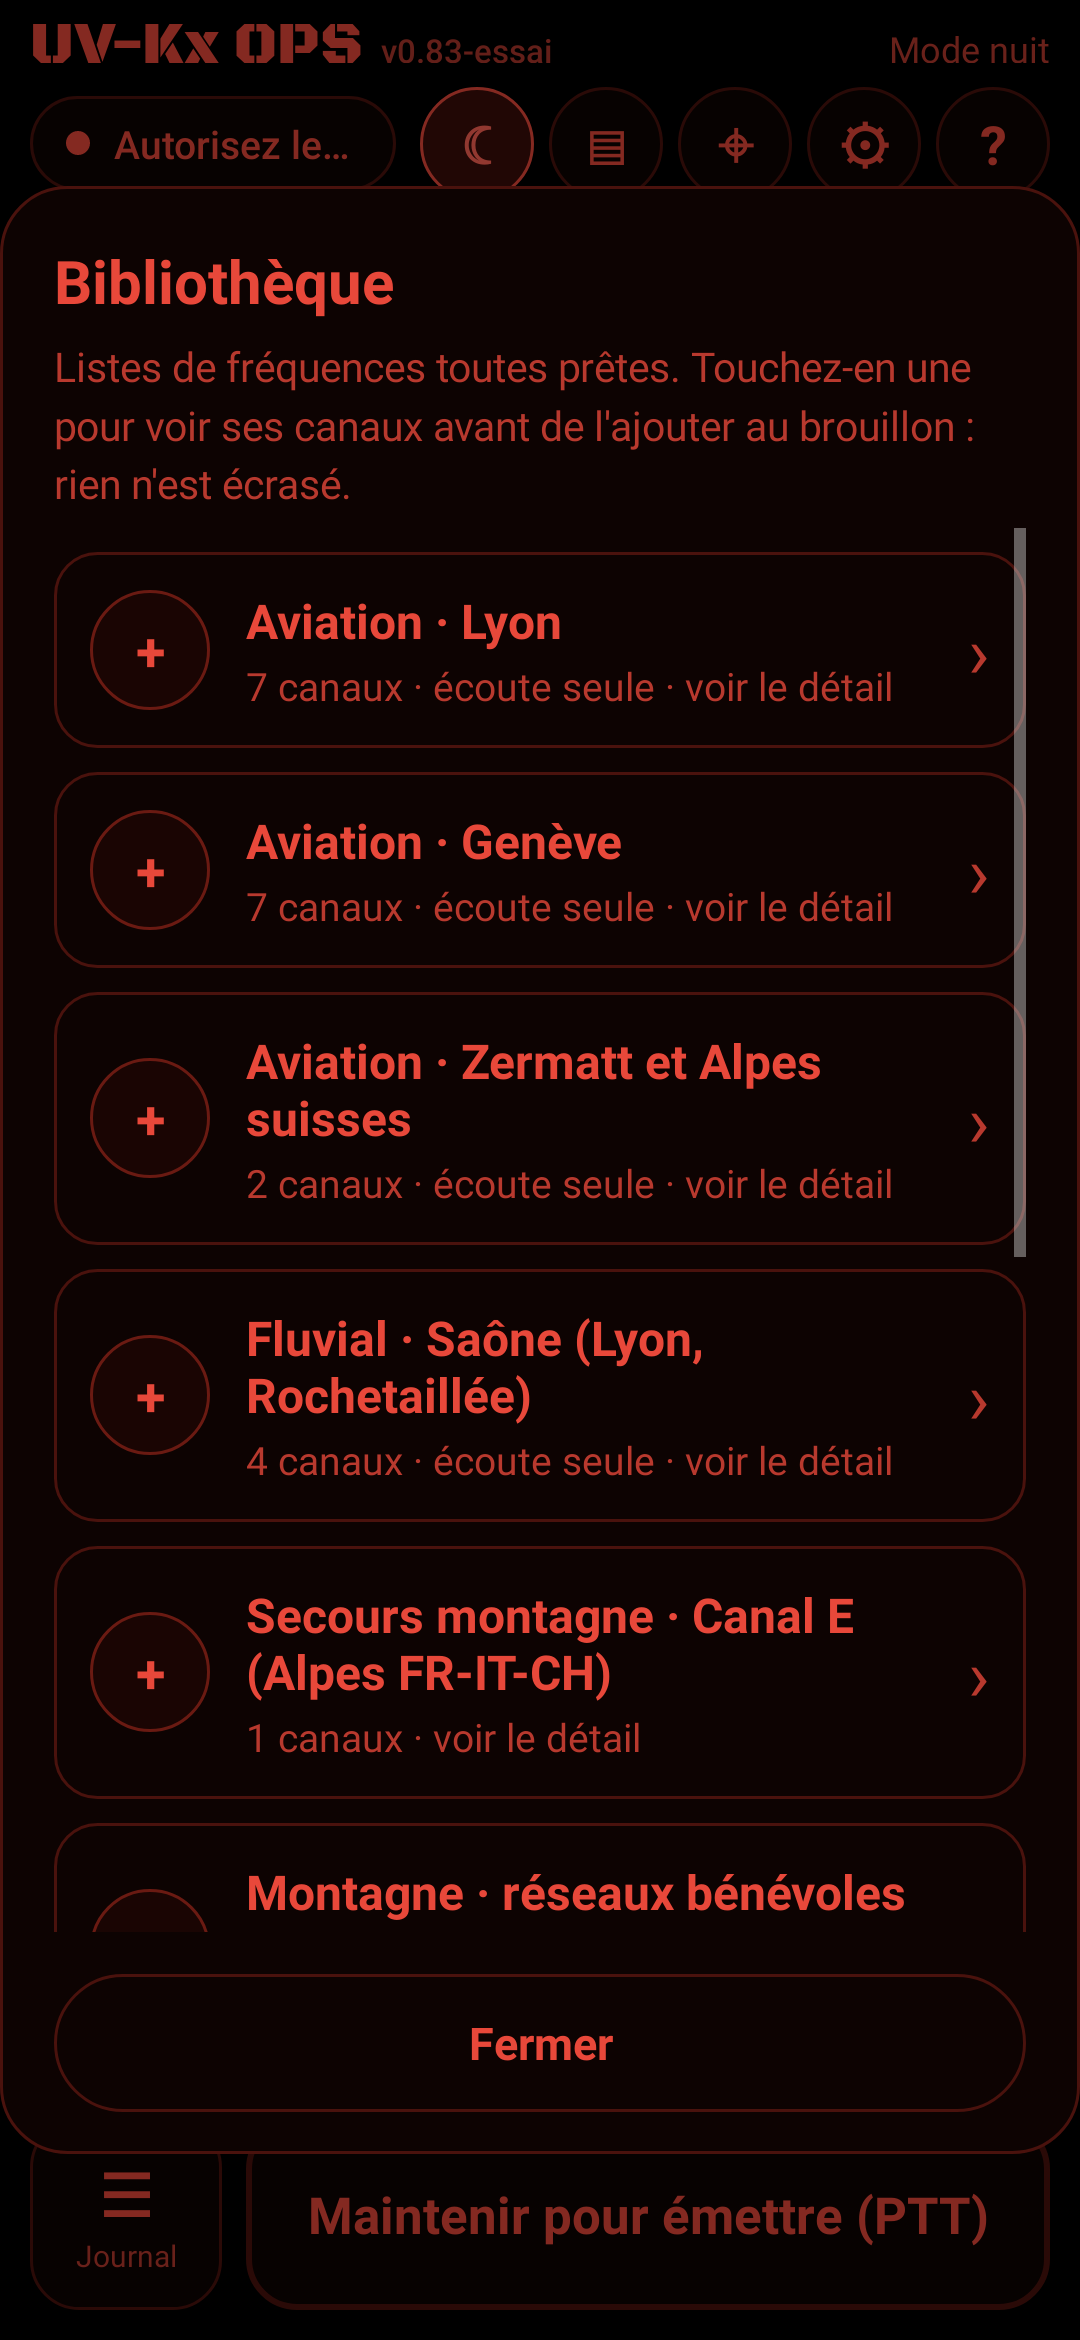 UV-Kx OPS v0.83-essai Mode nuit
Autorisez le... ?
Bibliothèque
Listes de fréquences toutes prêtes. Touchez-en une
pour voir ses canaux avant de l'ajouter au brouillon :
rien n'est écrasé.
+ Aviation · Lyon
7 canaux · écoute seule · voir le détail ›
+ Aviation · Genève
7 canaux · écoute seule · voir le détail ›
+ Aviation · Zermatt et Alpes
suisses
2 canaux · écoute seule · voir le détail ›
+ Fluvial · Saône (Lyon,
Rochetaillée)
4 canaux · écoute seule · voir le détail ›
+ Secours montagne · Canal E
(Alpes FR-IT-CH)
1 canaux · voir le détail ›
Montagne · réseaux bénévoles
Fermer
Journal
Maintenir pour émettre (PTT)